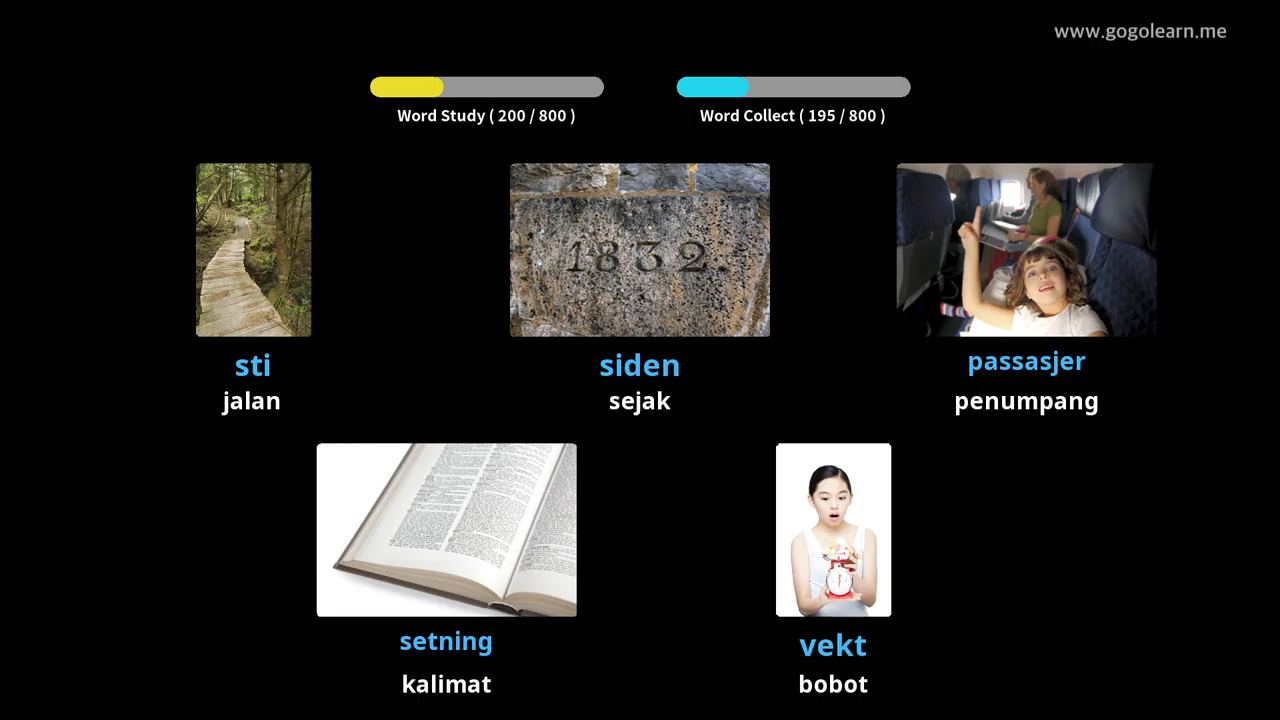 www.gogolearn.me
Word Study ( 200 / 800 )
Word Collect ( 195 / 800 )
1832.
sti
jalan
siden
sejak
passasjer
penumpang
setning
kalimat
vekt
bobot